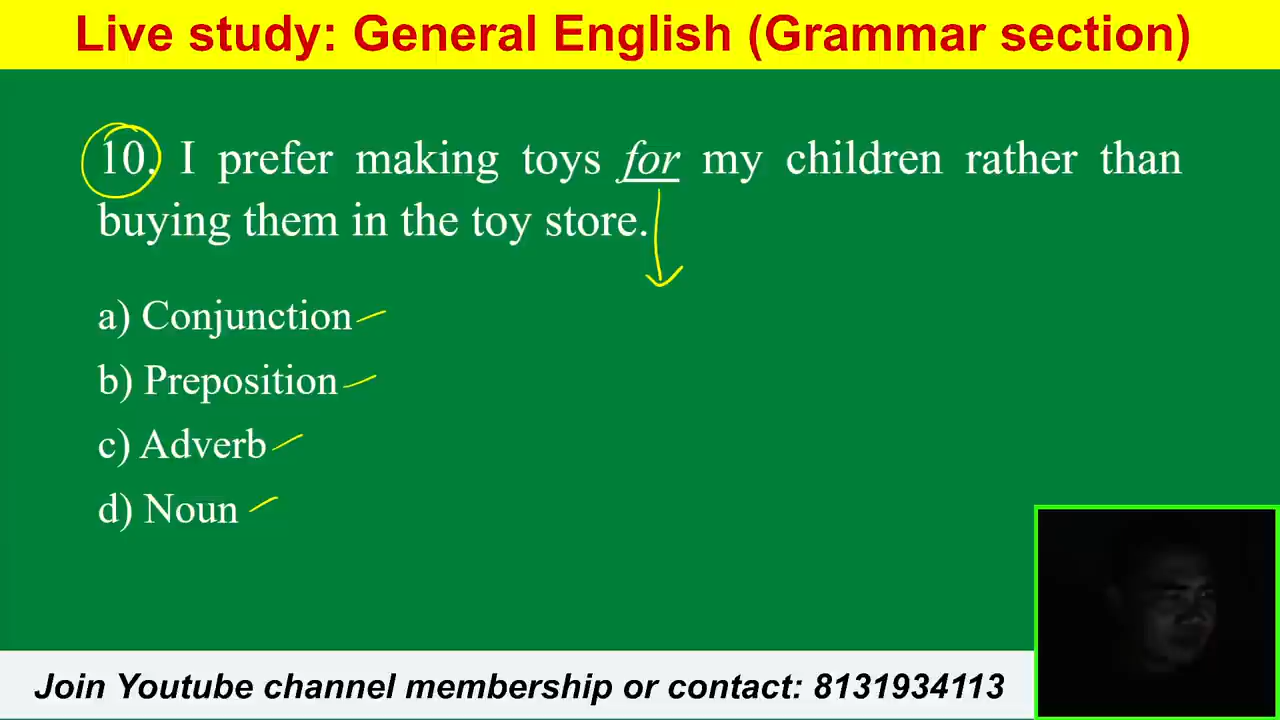 Live study: General English (Grammar section)
10. I prefer making toys for my children rather than
buying them in the toy store.
a) Conjunction
b) Preposition
c) Adverb
d) Noun
Join Youtube channel membership or contact: 8131934113